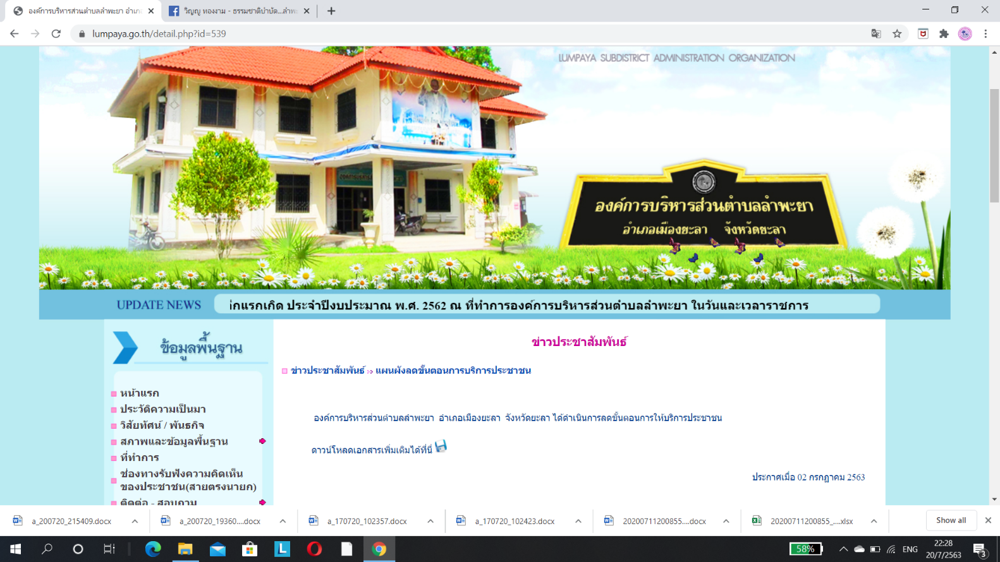 องค์การบริหารส่วนตำบลลำพะยา อำเภ
วิญญู ทองงาม - ธรรมชาติบำบัด...ลำพะ
lumpaya.go.th/detail.php?id=539
LUMPAYA SUBDISTRICT ADMINISTRATION ORGANIZATION
องค์การบริหารส่วนตำบลลำพะยา
อำเภอเมืองยะลา จังหวัดยะลา
UPDATE NEWS
็กแรกเกิด ประจำปีงบประมาณ พ.ศ. 2562 ณ ที่ทำการองค์การบริหารส่วนตำบลลำพะยา ในวันและเวลาราชการ
ข้อมูลพื้นฐาน
หน้าแรก
ประวัติความเป็นมา
วิสัยทัศน์ / พันธกิจ
สภาพและข้อมูลพื้นฐาน
ที่ทำการ
ช่องทางรับฟังความคิดเห็น
ของประชาชน(สายตรงนายก)
ติดต่อ - สอบถาม
ข่าวประชาสัมพันธ์
ข่าวประชาสัมพันธ์ >> แผนผังลดขั้นตอนการบริการประชาชน
องค์การบริหารส่วนตำบลลำพะยา อำเภอเมืองยะลา จังหวัดยะลา ได้ดำเนินการลดขั้นตอนการให้บริการประชาชน
ดาวน์โหลดเอกสารเพิ่มเติมได้ที่นี่
ประกาศเมื่อ 02 กรกฎาคม 2563
a_200720_215409.docx
a_200720_19360....docx
a_170720_102357.docx
a_170720_102423.docx
20200711200855....docx
20200711200855_....xlsx
Show all
58%
ENG
22:28
20/7/2563
3